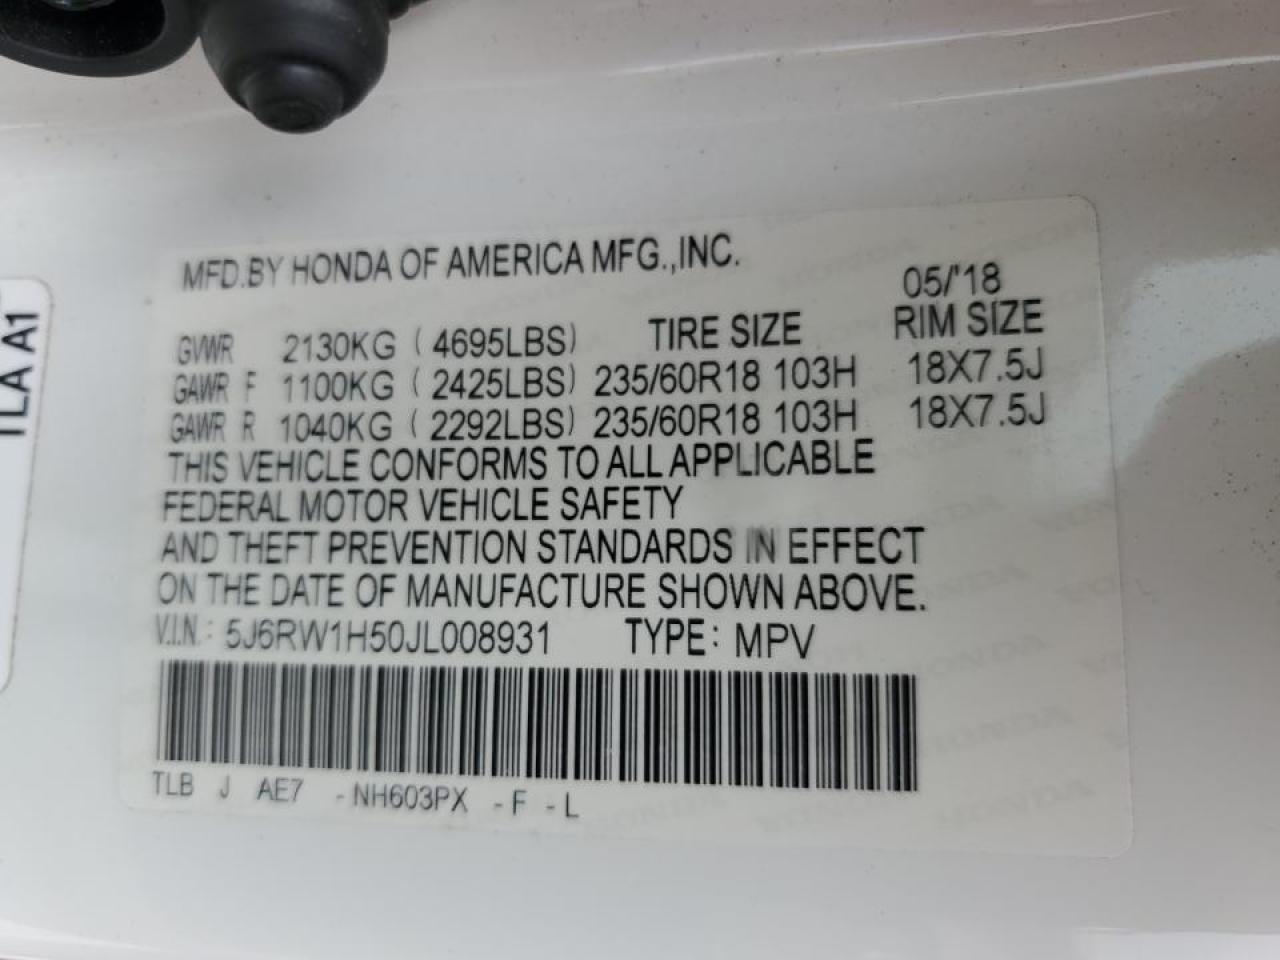 MFD.BY HONDA OF AMERICA MFG.,INC.
05/'18
GVWR 2130KG ( 4695LBS) TIRE SIZE RIM SIZE
GAWR F 1100KG ( 2425LBS) 235/60R18 103H 18X7.5J
GAWR R 1040KG ( 2292LBS) 235/60R18 103H 18X7.5J
THIS VEHICLE CONFORMS TO ALL APPLICABLE
FEDERAL MOTOR VEHICLE SAFETY
AND THEFT PREVENTION STANDARDS IN EFFECT
ON THE DATE OF MANUFACTURE SHOWN ABOVE.
V.I.N.: 5J6RW1H50JL008931 TYPE: MPV
TLB J AE7 -NH603PX -F -L
TLA A1